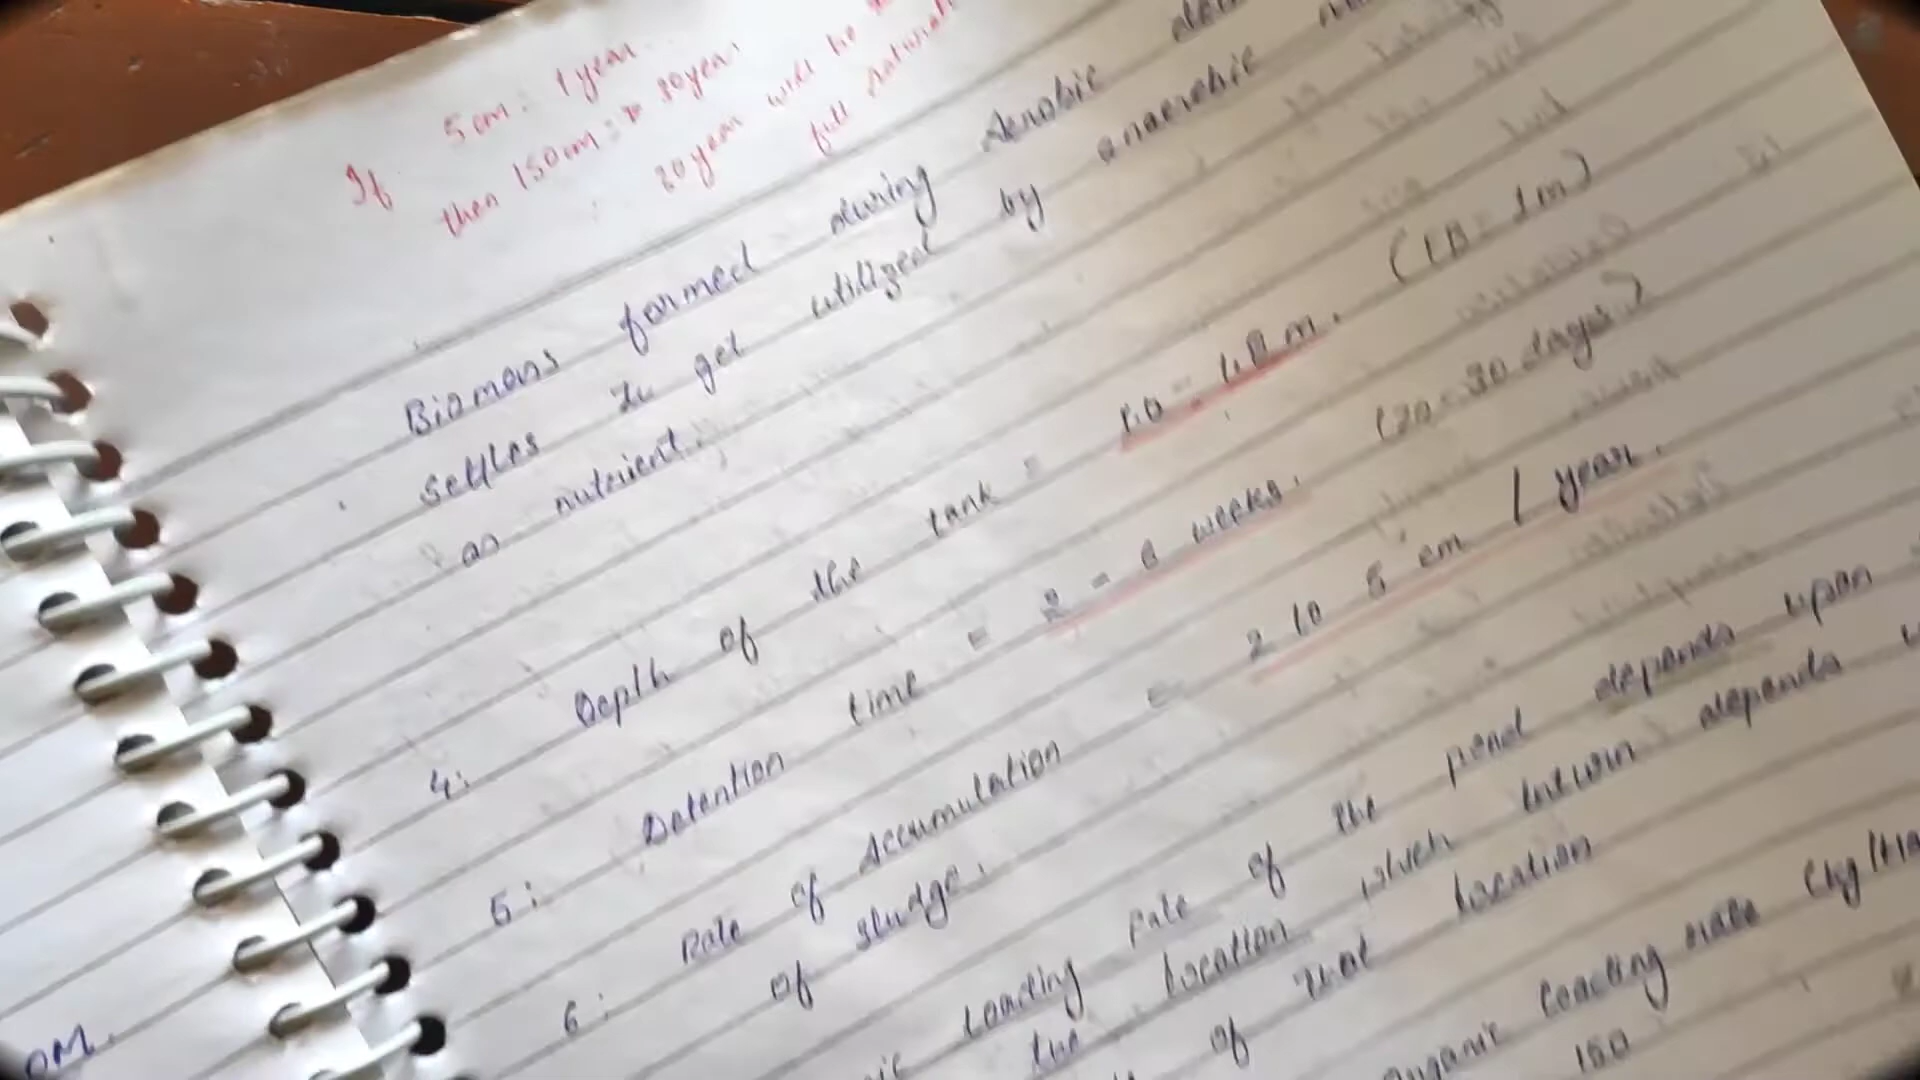 If 5cm = 1 year
then 150cm = 30 year
30 year will be
full
Biomass formed during Aerobic
settles to get utilized by anaerobic
as nutrient.
4: Depth of the tank = 1.0 - 1.8 m. (FB = 1m)
5: Detention time = 2 - 6 weeks. (20 - 30 days)
6: Rate of Accumulation = 2 to 5 cm / year.
of sludge.
loading rate of the pond depends upon
the location which inturn depends
of that location
Organic loading rate
150